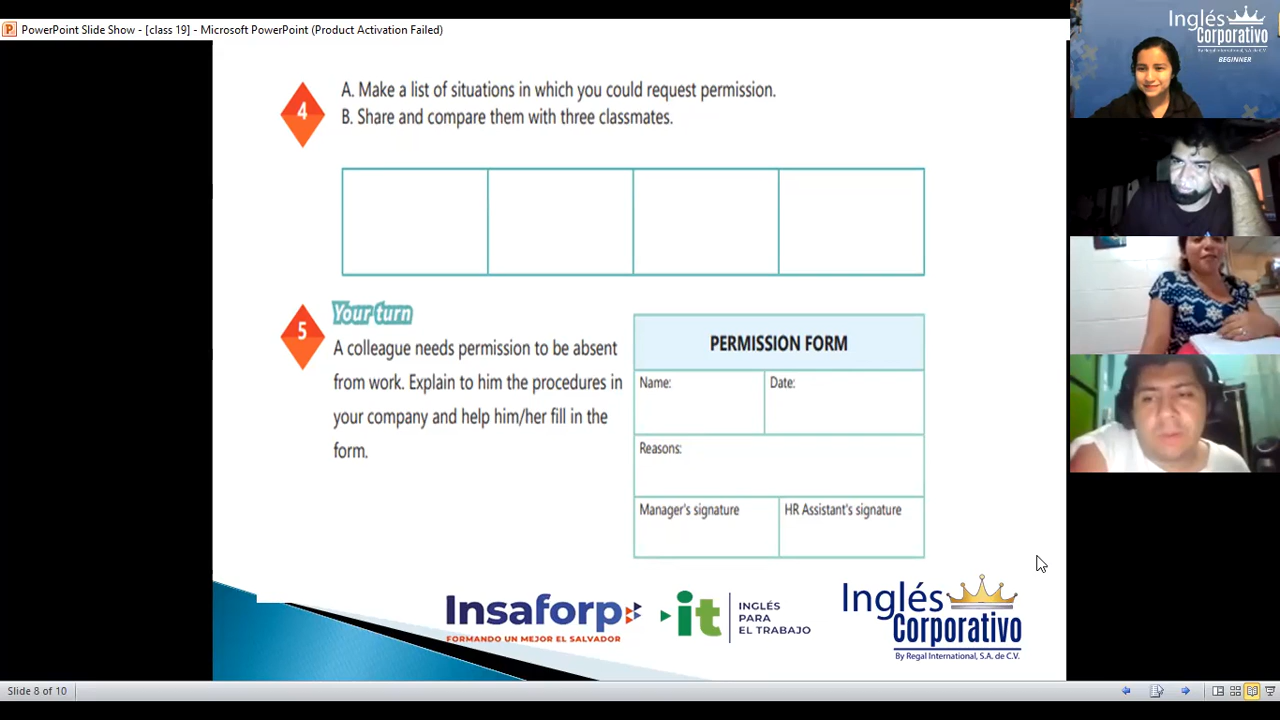 PowerPoint Slide Show - [class 19] - Microsoft PowerPoint (Product Activation Failed)
Inglés
Corporativo
By Regal International, S.A. de C.V.
BEGINNER
4
A. Make a list of situations in which you could request permission.
B. Share and compare them with three classmates.
5
Your turn
A colleague needs permission to be absent
from work. Explain to him the procedures in
your company and help him/her fill in the
form.
PERMISSION FORM
Name:
Date:
Reasons:
Manager's signature
HR Assistant's signature
Insaforp
FORMANDO UN MEJOR EL SALVADOR
it
INGLÉS
PARA
EL TRABAJO
Inglés
Corporativo
By Regal International, S.A. de C.V.
Slide 8 of 10